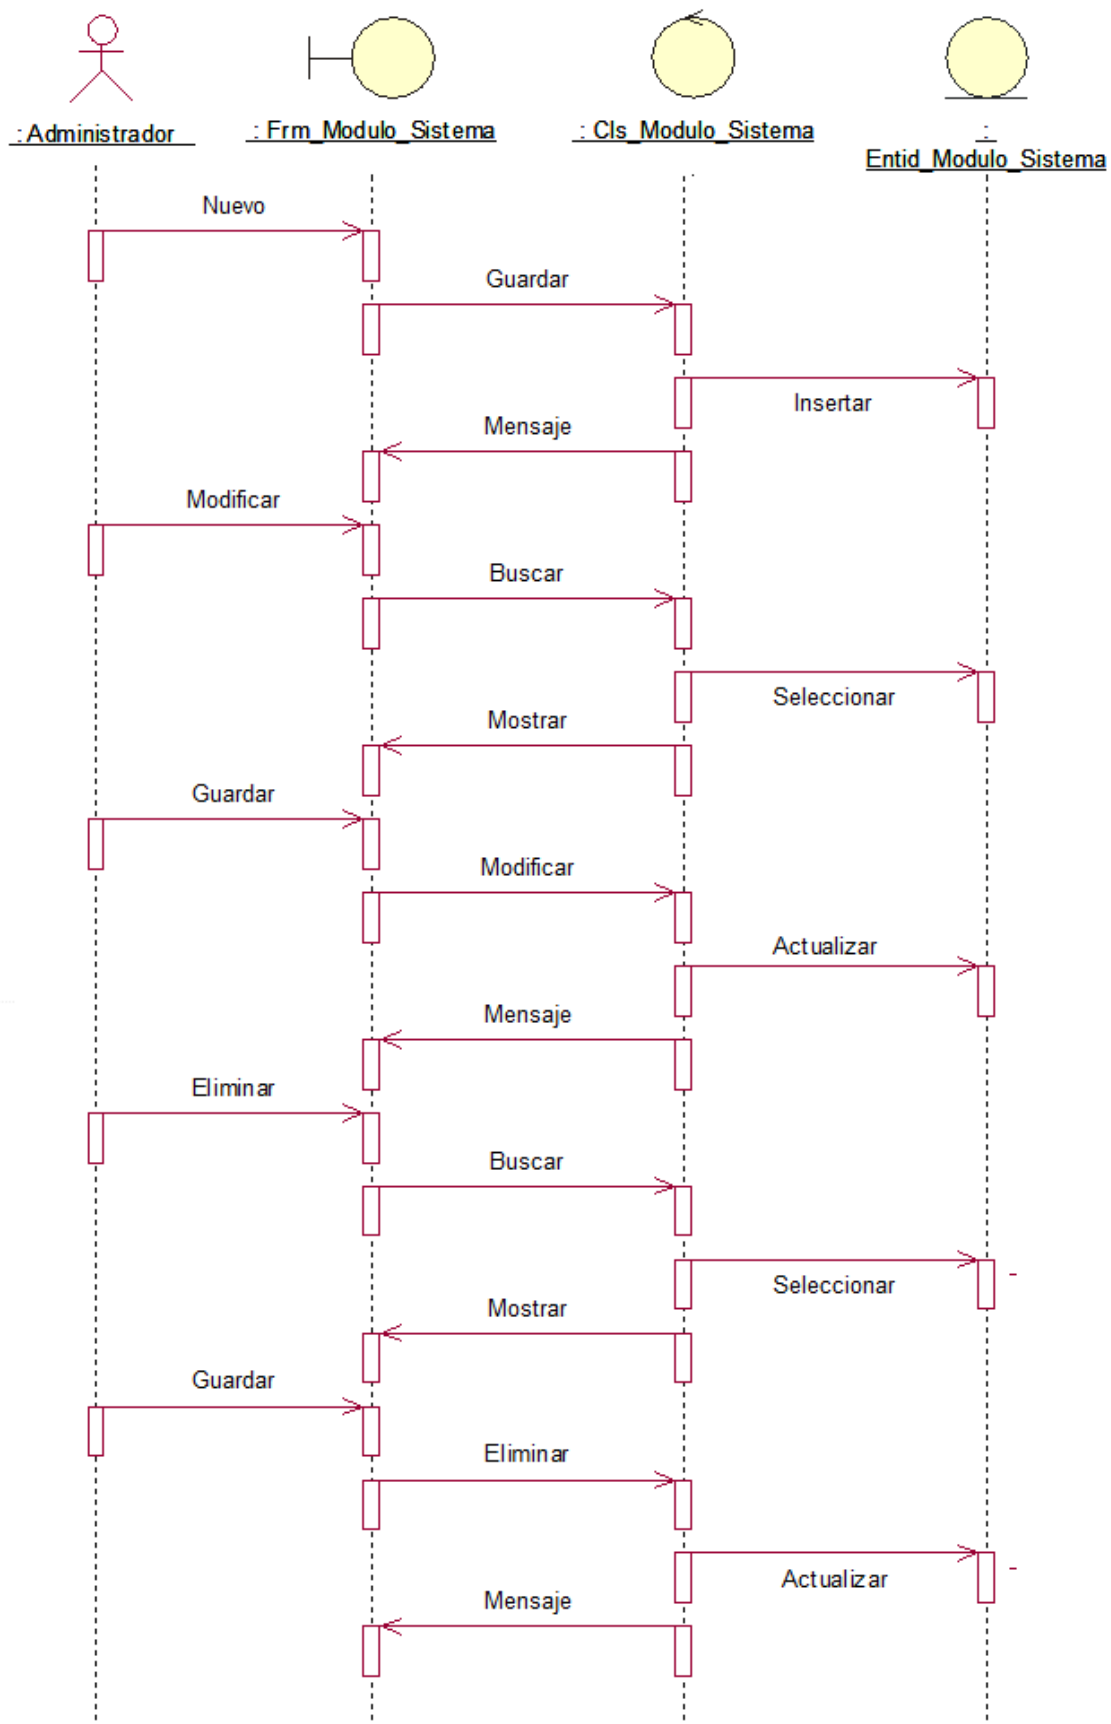 : Administrador
: Frm_Modulo_Sistema
: Cls_Modulo_Sistema
:
Entid_Modulo_Sistema
Nuevo
Guardar
Insertar
Mensaje
Modificar
Buscar
Seleccionar
Mostrar
Guardar
Modificar
Actualizar
Mensaje
Eliminar
Buscar
Seleccionar
Mostrar
Guardar
Eliminar
Actualizar
Mensaje